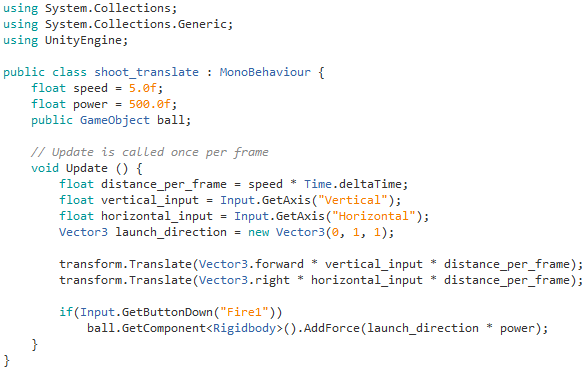 using System.Collections;
using System.Collections.Generic;
using UnityEngine;

public class shoot_translate : MonoBehaviour {
    float speed = 5.0f;
    float power = 500.0f;
    public GameObject ball;

    // Update is called once per frame
    void Update () {
        float distance_per_frame = speed * Time.deltaTime;
        float vertical_input = Input.GetAxis("Vertical");
        float horizontal_input = Input.GetAxis("Horizontal");
        Vector3 launch_direction = new Vector3(0, 1, 1);

        transform.Translate(Vector3.forward * vertical_input * distance_per_frame);
        transform.Translate(Vector3.right * horizontal_input * distance_per_frame);

        if(Input.GetButtonDown("Fire1"))
            ball.GetComponent<Rigidbody>().AddForce(launch_direction * power);
    }
}